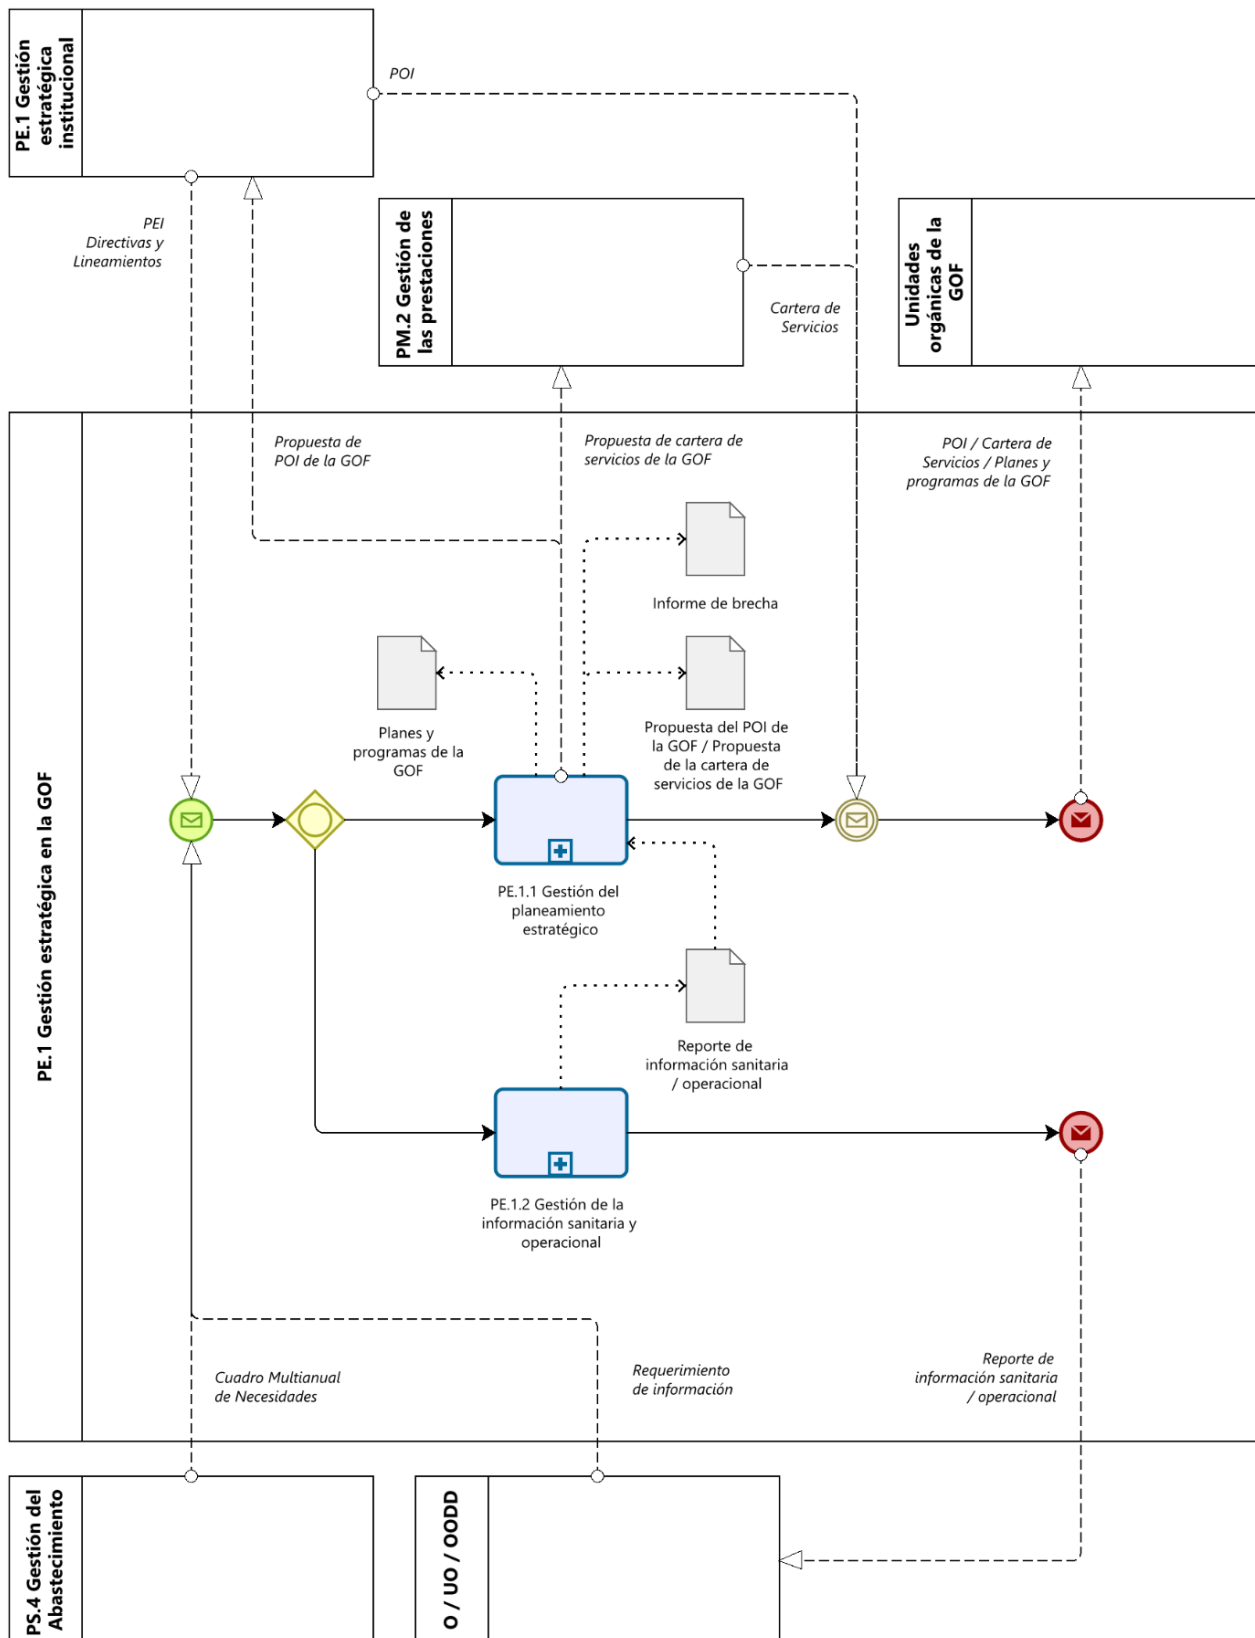 PE.1 Gestión
estratégica
institucional
POI
PEI
Directivas y
Lineamientos
PM.2 Gestión de
las prestaciones
Cartera de
Servicios
Unidades
orgánicas de la
GOF
PE.1 Gestión estratégica en la GOF
Propuesta de
POI de la GOF
Propuesta de cartera de
servicios de la GOF
POI / Cartera de
Servicios / Planes y
programas de la GOF
Informe de brecha
Planes y
programas de la
GOF
Propuesta del POI de
la GOF / Propuesta
de la cartera de
servicios de la GOF
PE.1.1 Gestión del
planeamiento
estratégico
Reporte de
información sanitaria
/ operacional
PE.1.2 Gestión de la
información sanitaria y
operacional
Cuadro Multianual
de Necesidades
Requerimiento
de información
Reporte de
información sanitaria
/ operacional
PS.4 Gestión del
Abastecimiento
O / UO / OODD